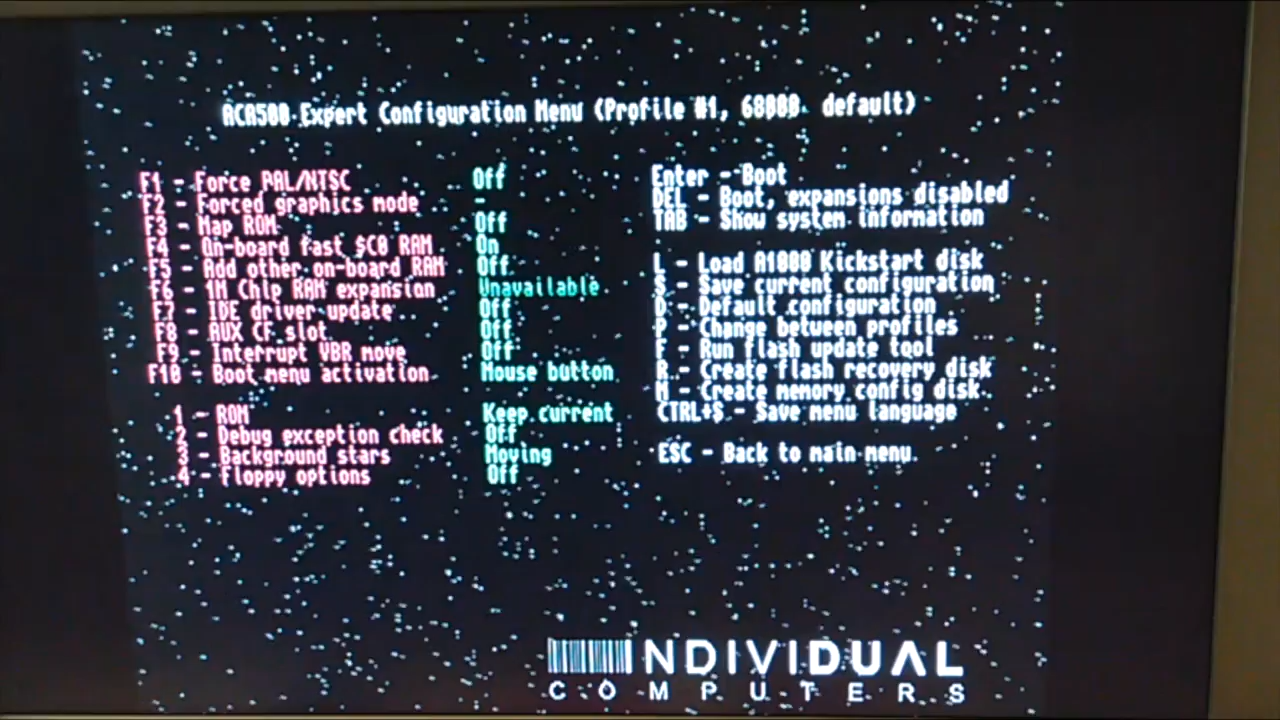 ACA500 Expert Configuration Menu (Profile #1, 68000 default)
F1 - Force PAL/NTSC Off
F2 - Forced graphics mode -
F3 - Map ROM Off
F4 - On-board fast $C0 RAM On
F5 - Add other on-board RAM Off
F6 - 1M Chip RAM expansion Unavailable
F7 - IDE driver update Off
F8 - AUX CF slot Off
F9 - Interrupt VBR move Off
F10 - Boot menu activation Mouse button
1 - ROM Keep current
2 - Debug exception check Off
3 - Background stars Moving
4 - Floppy options Off
Enter - Boot
DEL - Boot, expansions disabled
TAB - Show system information
L - Load A1000 Kickstart disk
S - Save current configuration
D - Default configuration
P - Change between profiles
F - Run flash update tool
R - Create flash recovery disk
M - Create memory config disk
CTRL+S - Save menu language
ESC - Back to main menu
NDIVIDUAL
COMPUTERS